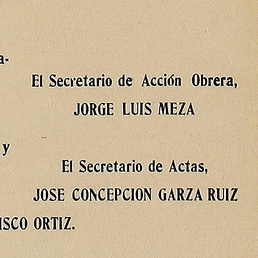 a-
El Secretario de Acción Obrera,
JORGE LUIS MEZA
y
El Secretario de Actas,
JOSE CONCEPCION GARZA RUIZ
ISCO ORTIZ.